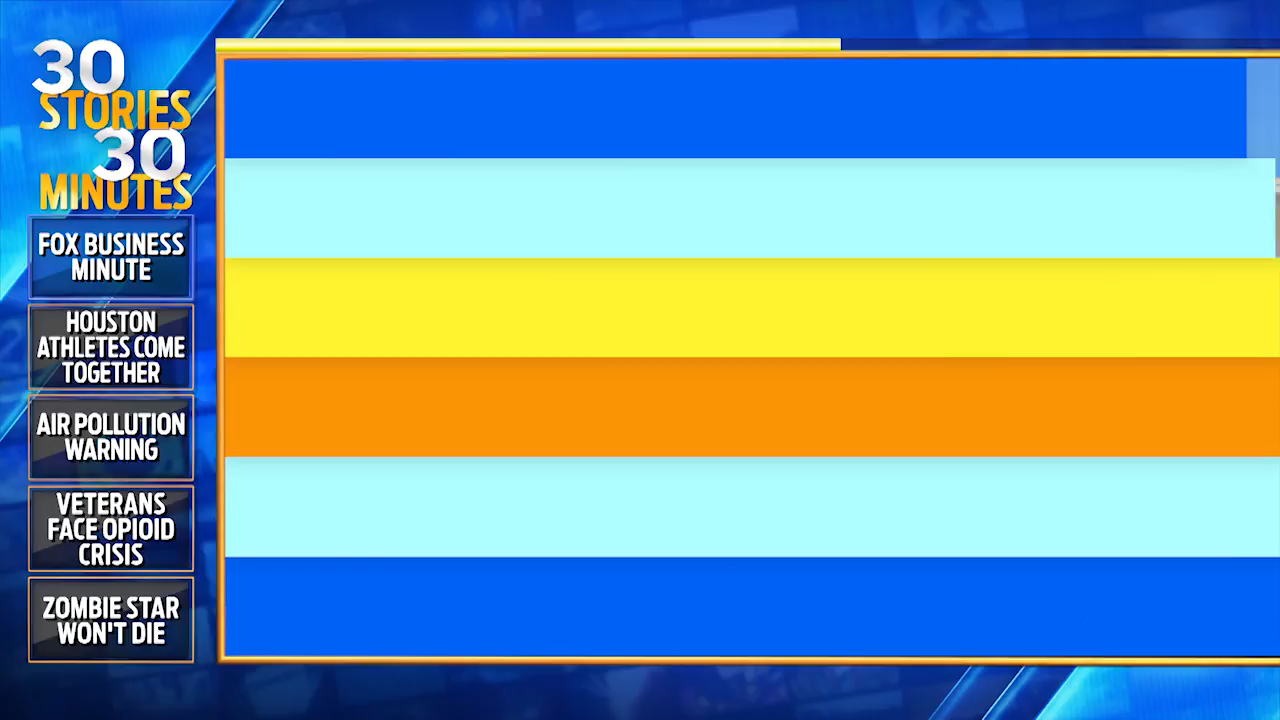 30
STORIES
30
MINUTES
FOX BUSINESS
MINUTE
HOUSTON
ATHLETES COME
TOGETHER
AIR POLLUTION
WARNING
VETERANS
FACE OPIOID
CRISIS
ZOMBIE STAR
WON'T DIE